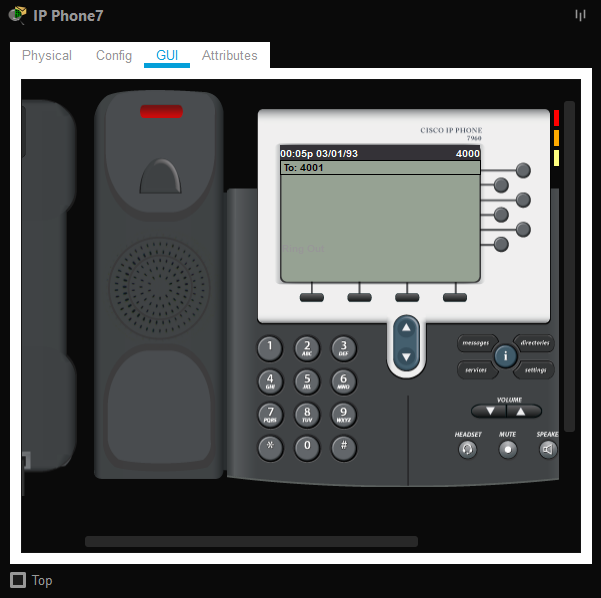 IP Phone7
Physical Config GUI Attributes
CISCO IP PHONE
7960
00:05p 03/01/93 4000
To: 4001
Ring Out
1 2 ABC 3 DEF
4 GHI 5 JKL 6 MNO
7 PQRS 8 TUV 9 WXYZ
* 0 #
messages directories
i
services settings
VOLUME
HEADSET MUTE SPEAKE
Top